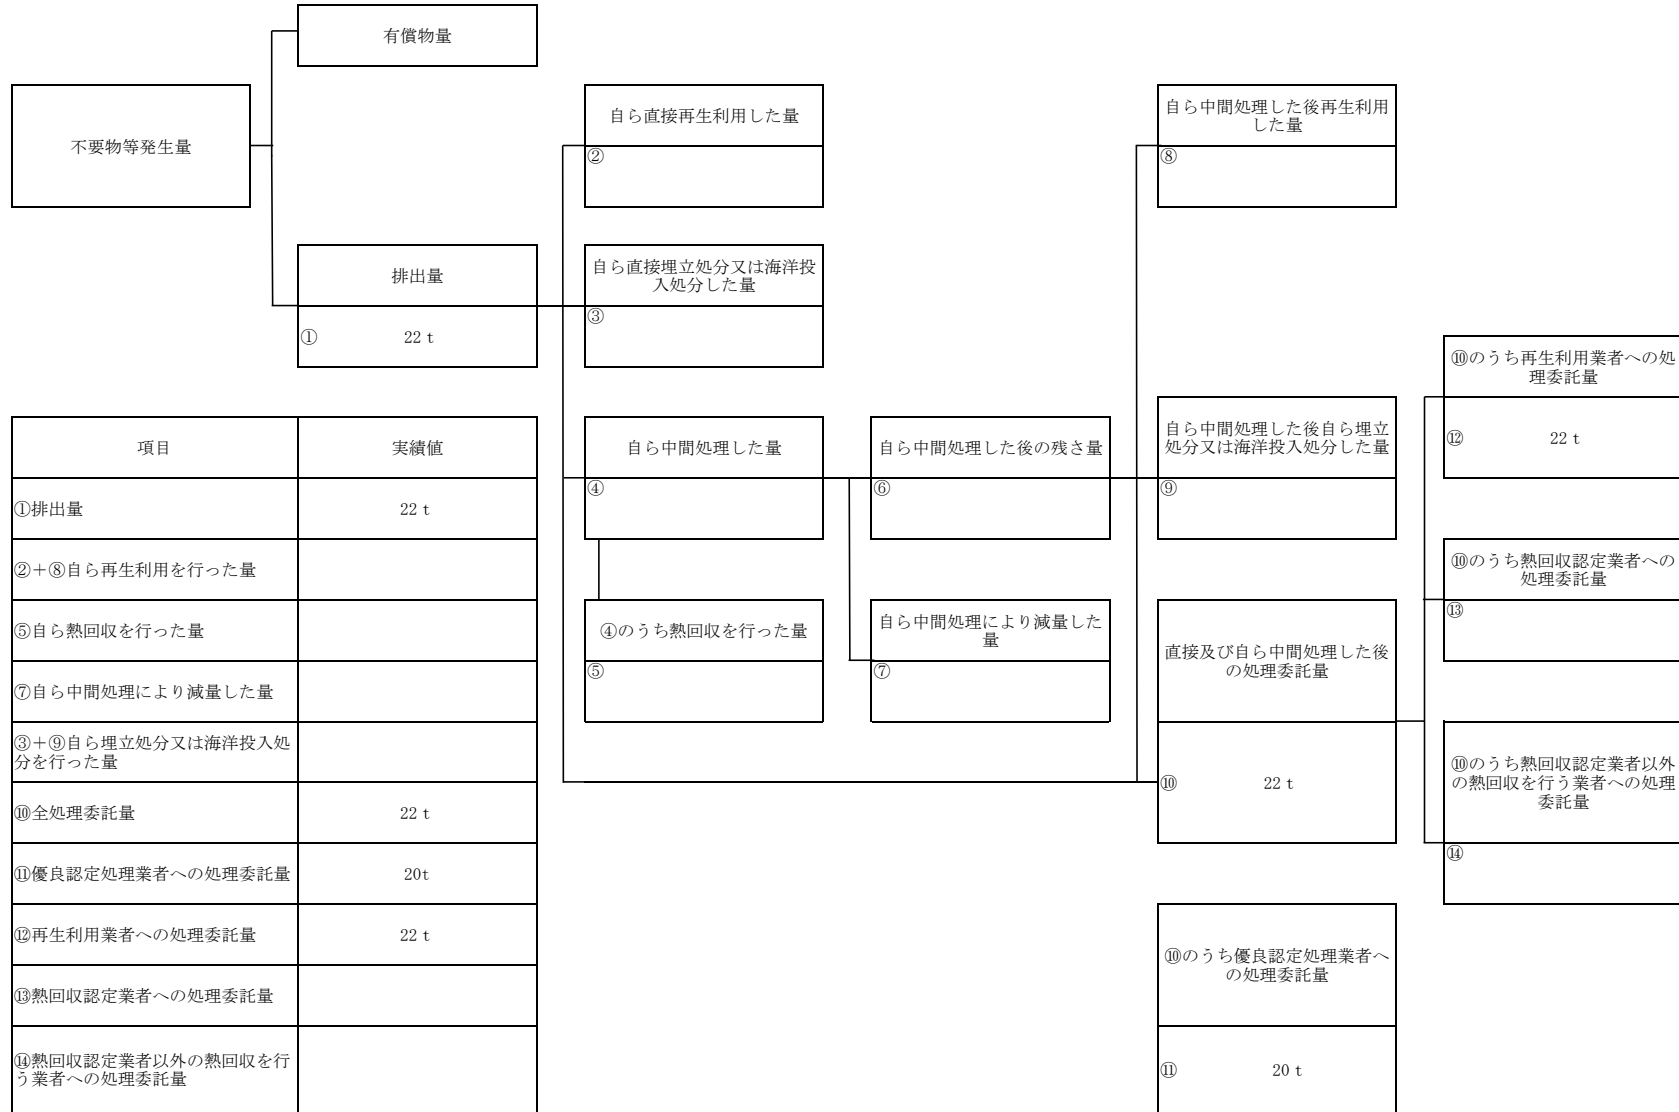 有償物量
不要物等発生量
自ら直接再生利用した量
②
自ら中間処理した後再生利用
した量
⑧
排出量
① 22 t
自ら直接埋立処分又は海洋投
入処分した量
③
⑩のうち再生利用業者への処
理委託量
⑫ 22 t
自ら中間処理した量
④
自ら中間処理した後の残さ量
⑥
自ら中間処理した後自ら埋立
処分又は海洋投入処分した量
⑨
⑩のうち熱回収認定業者への
処理委託量
⑬
④のうち熱回収を行った量
⑤
自ら中間処理により減量した
量
⑦
直接及び自ら中間処理した後
の処理委託量
⑩ 22 t
⑩のうち熱回収認定業者以外
の熱回収を行う業者への処理
委託量
⑭
⑩のうち優良認定処理業者へ
の処理委託量
⑪ 20 t
項目 実績値
①排出量 22 t
②＋⑧自ら再生利用を行った量
⑤自ら熱回収を行った量
⑦自ら中間処理により減量した量
③＋⑨自ら埋立処分又は海洋投入処
分を行った量
⑩全処理委託量 22 t
⑪優良認定処理業者への処理委託量 20t
⑫再生利用業者への処理委託量 22 t
⑬熱回収認定業者への処理委託量
⑭熱回収認定業者以外の熱回収を行
う業者への処理委託量